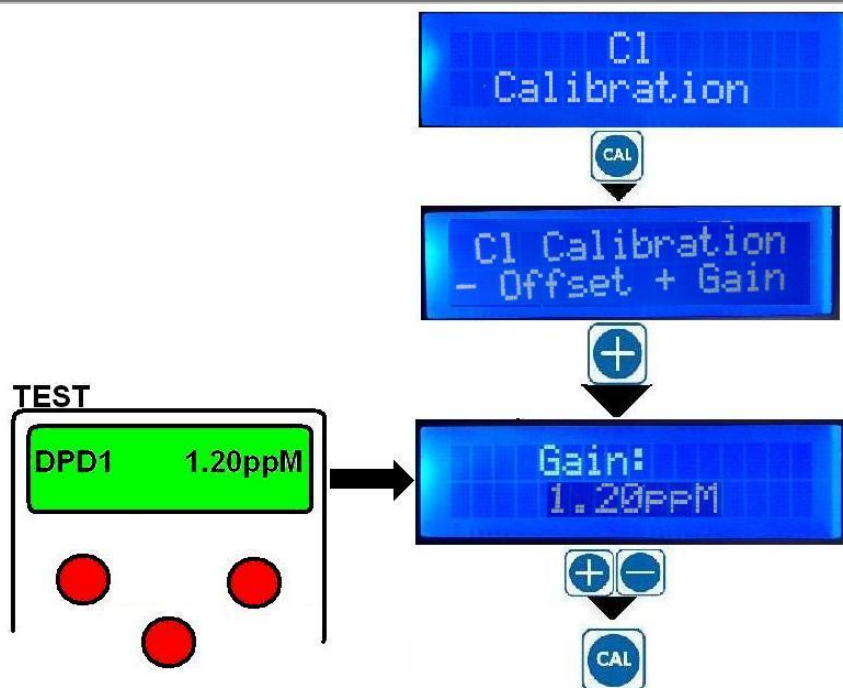 Cl
Calibration
CAL
Cl Calibration
- Offset + Gain
+
TEST
DPD1 1.20ppM
Gain:
1.20ppM
+ -
CAL